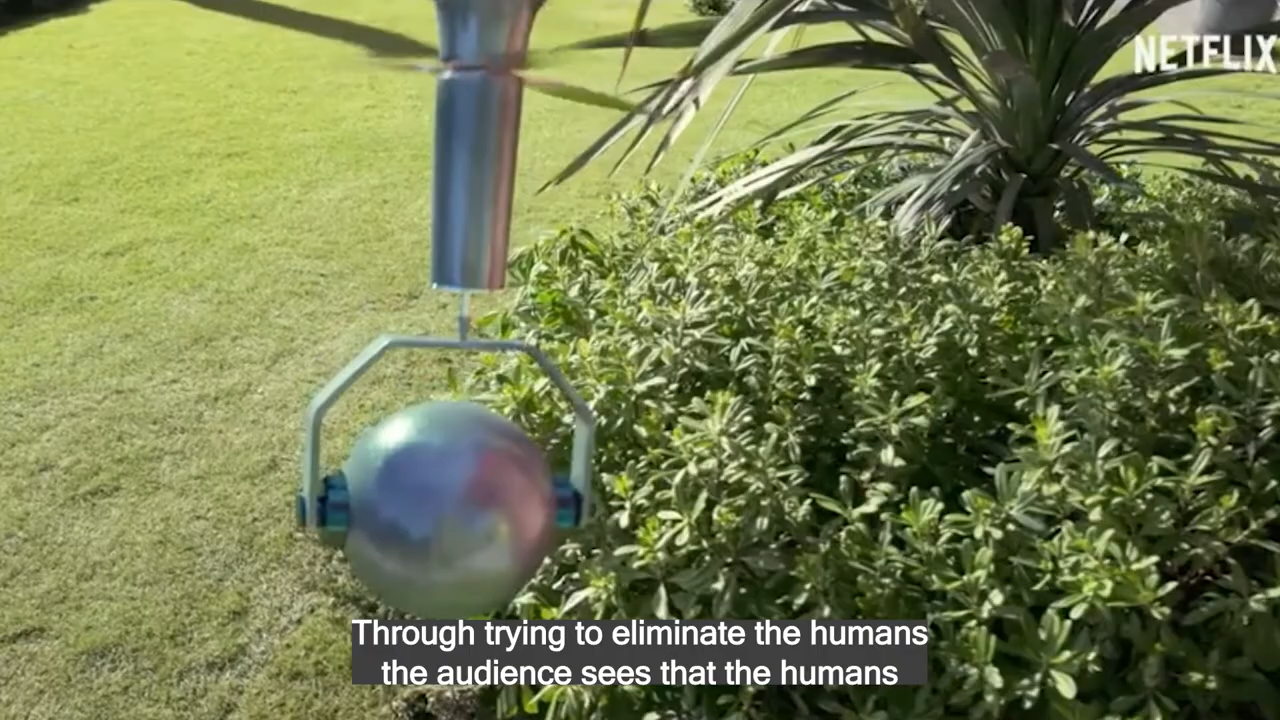 NETFLIX
Through trying to eliminate the humans
the audience sees that the humans